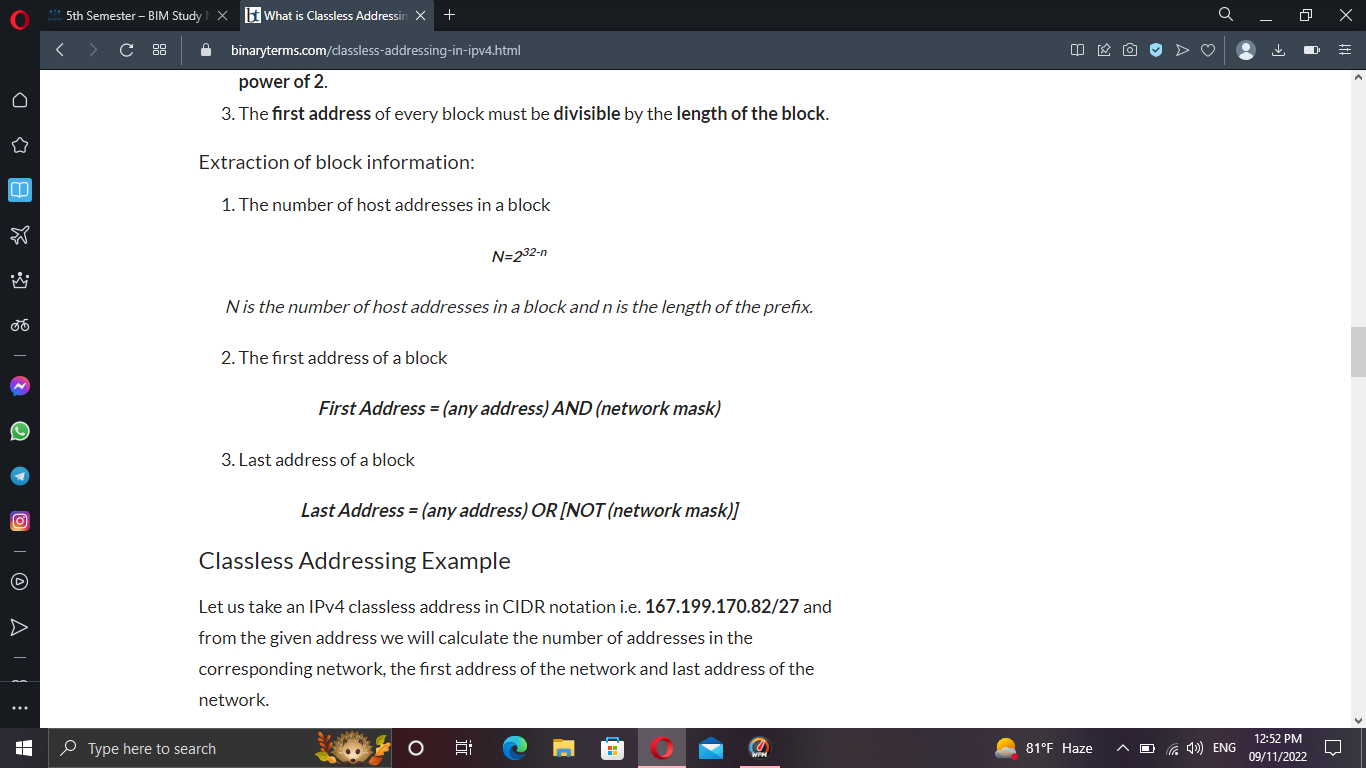 5th Semester – BIM Study
What is Classless Addressin
binaryterms.com/classless-addressing-in-ipv4.html
power of 2.
3. The first address of every block must be divisible by the length of the block.
Extraction of block information:
1. The number of host addresses in a block
N=2^32-n
N is the number of host addresses in a block and n is the length of the prefix.
2. The first address of a block
First Address = (any address) AND (network mask)
3. Last address of a block
Last Address = (any address) OR [NOT (network mask)]
Classless Addressing Example
Let us take an IPv4 classless address in CIDR notation i.e. 167.199.170.82/27 and
from the given address we will calculate the number of addresses in the
corresponding network, the first address of the network and last address of the
network.
Type here to search
WPM
81°F Haze
ENG
12:52 PM
09/11/2022